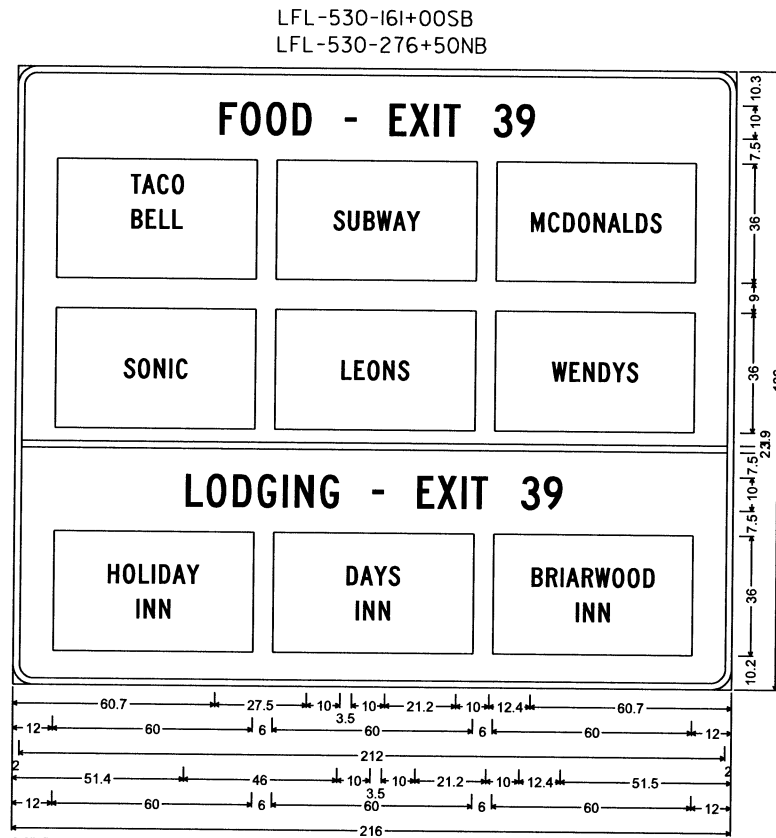 LFL-530-161+00SB
LFL-530-276+50NB
FOOD - EXIT 39
TACO
BELL
SUBWAY
MCDONALDS
SONIC
LEONS
WENDYS
LODGING - EXIT 39
HOLIDAY
INN
DAYS
INN
BRIARWOOD
INN
10.3
10
7.5
36
9
36
7.5
10
7.5
36
10.2
60.7 27.5 10 10 21.2 10 12.4 60.7
3.5
12 60 6 60 6 60 12
212
2 2
51.4 46 10 10 21.2 10 12.4 51.5
3.5
12 60 6 60 6 60 12
216